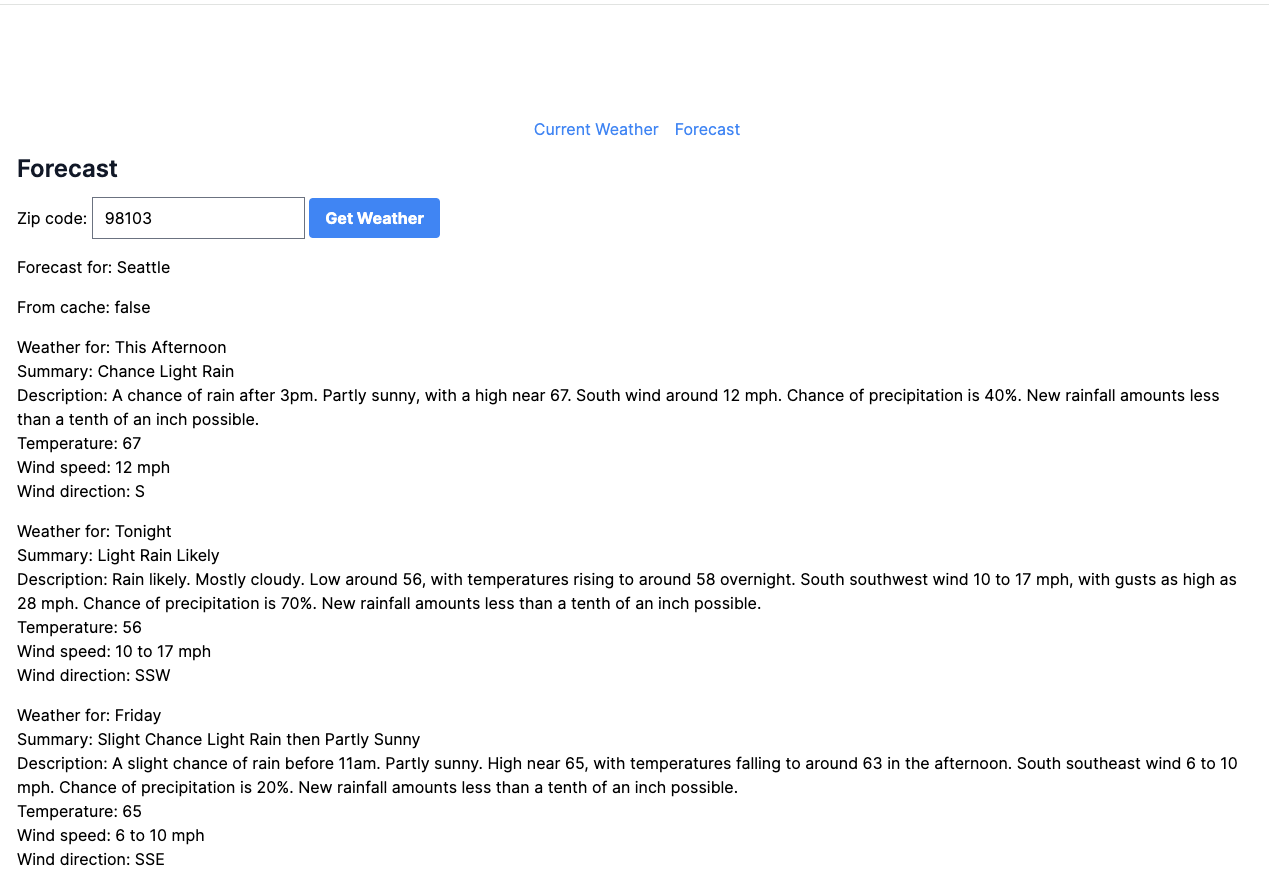 Current Weather Forecast
Forecast
Zip code: 98103 Get Weather
Forecast for: Seattle
From cache: false
Weather for: This Afternoon
Summary: Chance Light Rain
Description: A chance of rain after 3pm. Partly sunny, with a high near 67. South wind around 12 mph. Chance of precipitation is 40%. New rainfall amounts less
than a tenth of an inch possible.
Temperature: 67
Wind speed: 12 mph
Wind direction: S
Weather for: Tonight
Summary: Light Rain Likely
Description: Rain likely. Mostly cloudy. Low around 56, with temperatures rising to around 58 overnight. South southwest wind 10 to 17 mph, with gusts as high as
28 mph. Chance of precipitation is 70%. New rainfall amounts less than a tenth of an inch possible.
Temperature: 56
Wind speed: 10 to 17 mph
Wind direction: SSW
Weather for: Friday
Summary: Slight Chance Light Rain then Partly Sunny
Description: A slight chance of rain before 11am. Partly sunny. High near 65, with temperatures falling to around 63 in the afternoon. South southeast wind 6 to 10
mph. Chance of precipitation is 20%. New rainfall amounts less than a tenth of an inch possible.
Temperature: 65
Wind speed: 6 to 10 mph
Wind direction: SSE